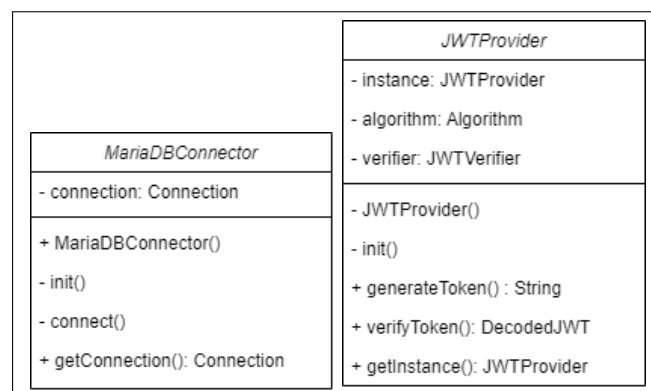 MariaDBConnector
- connection: Connection
+ MariaDBConnector()
- init()
- connect()
+ getConnection(): Connection
JWTProvider
- instance: JWTProvider
- algorithm: Algorithm
- verifier: JWTVerifier
- JWTProvider()
- init()
+ generateToken() : String
+ verifyToken(): DecodedJWT
+ getInstance(): JWTProvider